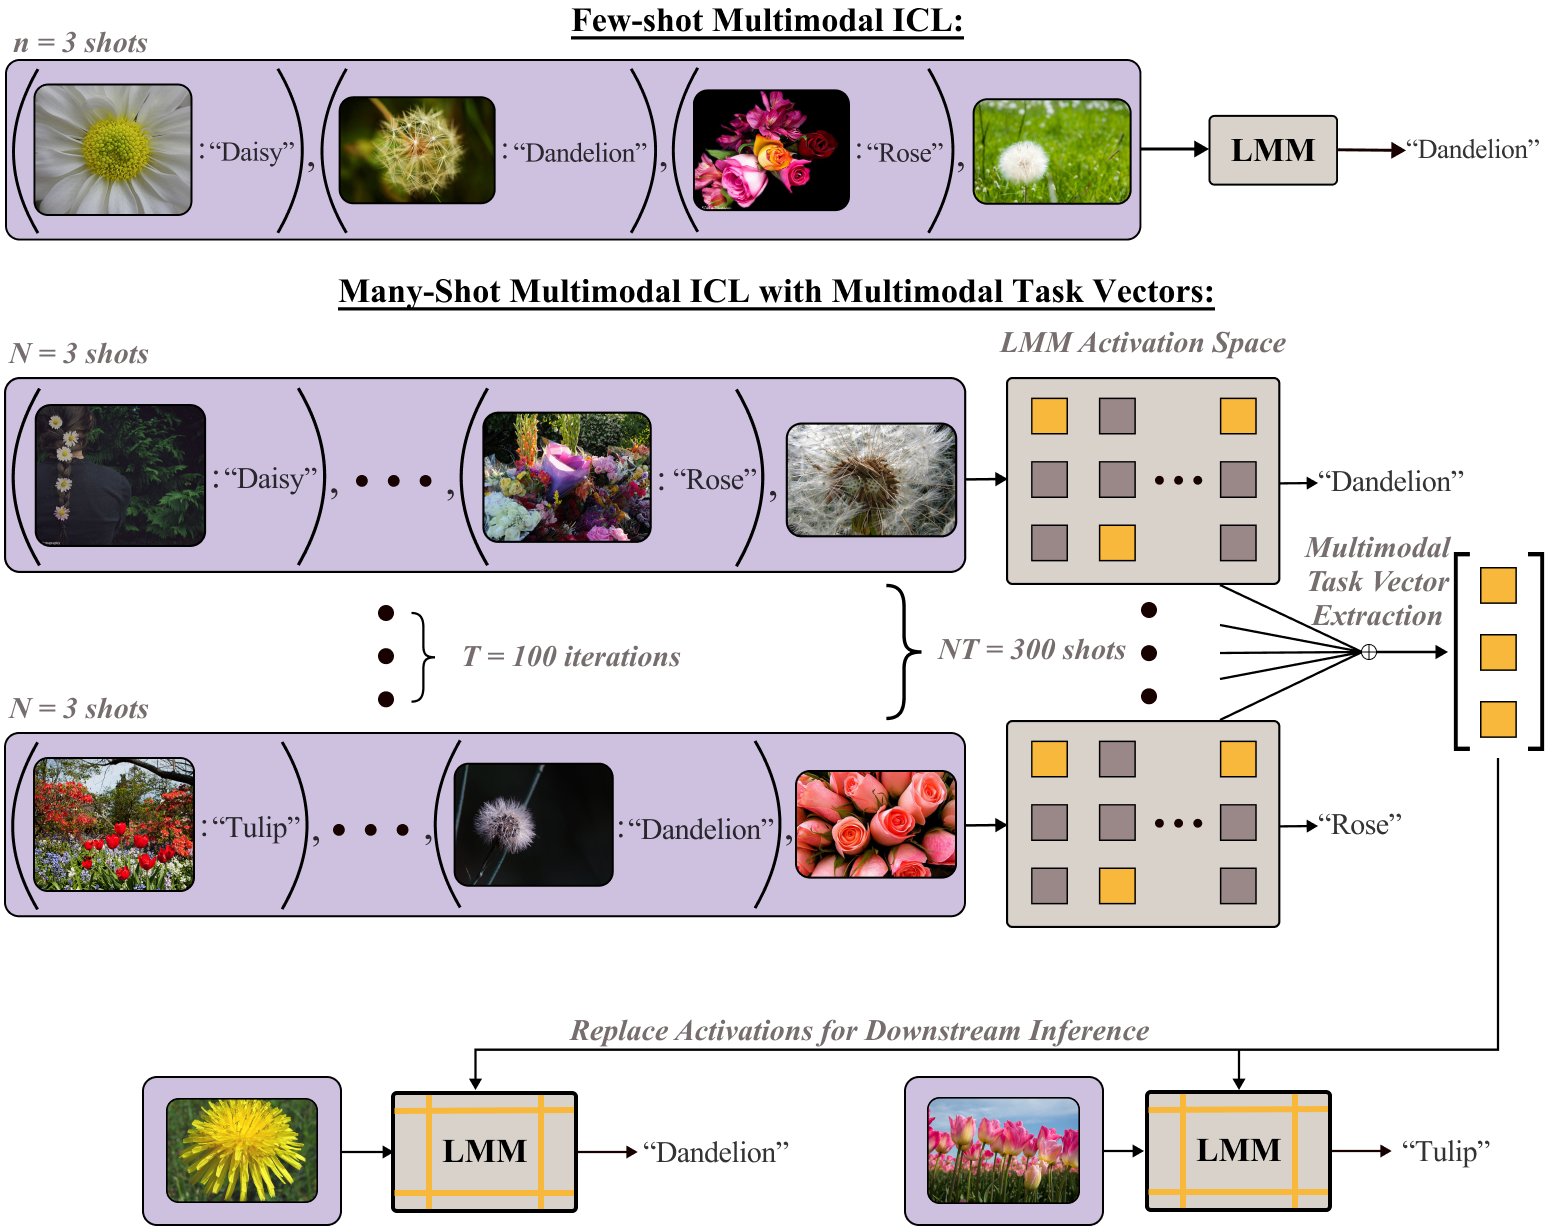 Few-shot Multimodal ICL:
n = 3 shots
: “Daisy” , : “Dandelion” , : “Rose” ,
LMM
“Dandelion”
Many-Shot Multimodal ICL with Multimodal Task Vectors:
N = 3 shots
LMM Activation Space
: “Daisy” , , : “Rose” ,
“Dandelion”
Multimodal
Task Vector
Extraction
T = 100 iterations
NT = 300 shots
N = 3 shots
: “Tulip” , , : “Dandelion” ,
“Rose”
Replace Activations for Downstream Inference
LMM
“Dandelion”
LMM
“Tulip”